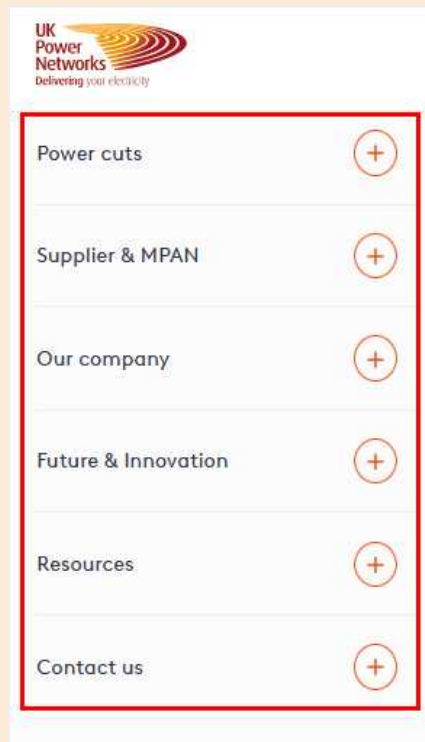 UK
Power
Networks
Delivering your electricity
Power cuts
Supplier & MPAN
Our company
Future & Innovation
Resources
Contact us